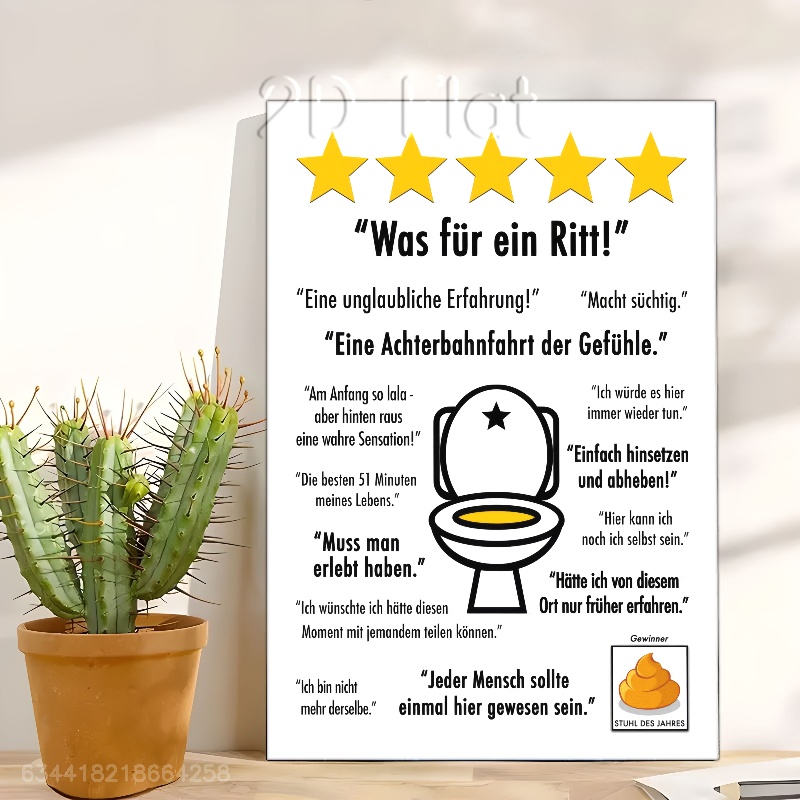 2D Flat
“Was für ein Ritt!”
“Eine unglaubliche Erfahrung!” “Macht süchtig.”
“Eine Achterbahnfahrt der Gefühle.”
“Am Anfang so lala -
aber hinten raus
eine wahre Sensation!”
“Ich würde es hier
immer wieder tun.”
“Einfach hinsetzen
und abheben!”
“Die besten 51 Minuten
meines Lebens.”
“Hier kann ich
noch ich selbst sein.”
“Muss man
erlebt haben.”
“Hätte ich von diesem
Ort nur früher erfahren.”
“Ich wünschte ich hätte diesen
Moment mit jemandem teilen können.”
Gewinner
STUHL DES JAHRES
“Ich bin nicht
mehr derselbe.”
“Jeder Mensch sollte
einmal hier gewesen sein.”
634418218664258